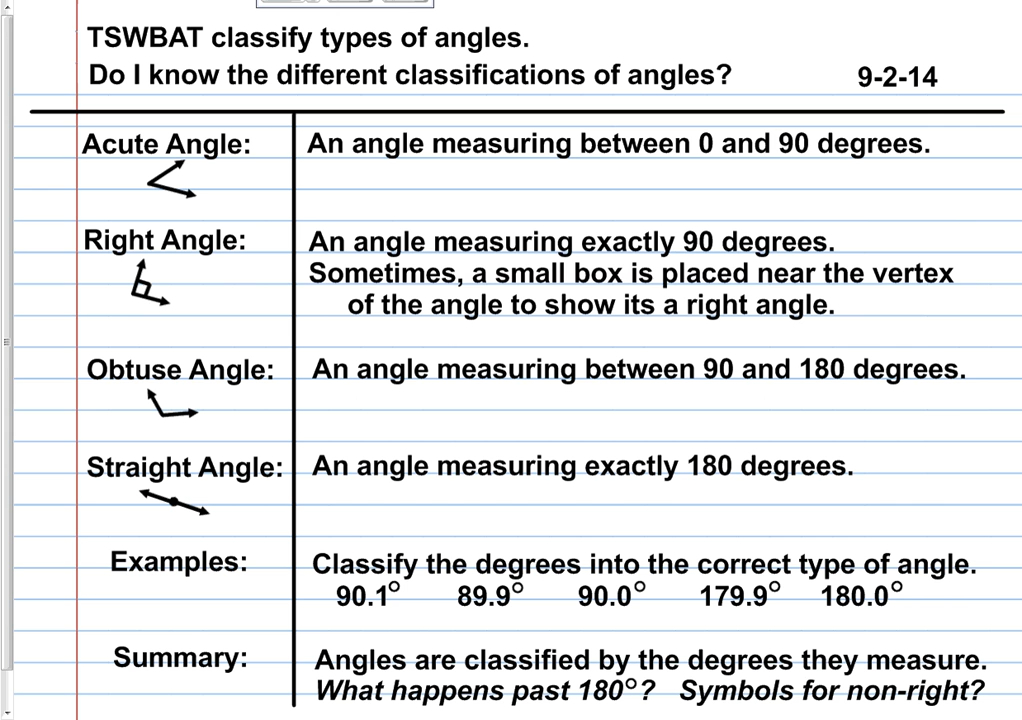 TSWBAT classify types of angles.
Do I know the different classifications of angles? 9-2-14
Acute Angle: An angle measuring between 0 and 90 degrees.
Right Angle: An angle measuring exactly 90 degrees.
Sometimes, a small box is placed near the vertex
of the angle to show its a right angle.
Obtuse Angle: An angle measuring between 90 and 180 degrees.
Straight Angle: An angle measuring exactly 180 degrees.
Examples: Classify the degrees into the correct type of angle.
90.1° 89.9° 90.0° 179.9° 180.0°
Summary: Angles are classified by the degrees they measure.
What happens past 180°? Symbols for non-right?